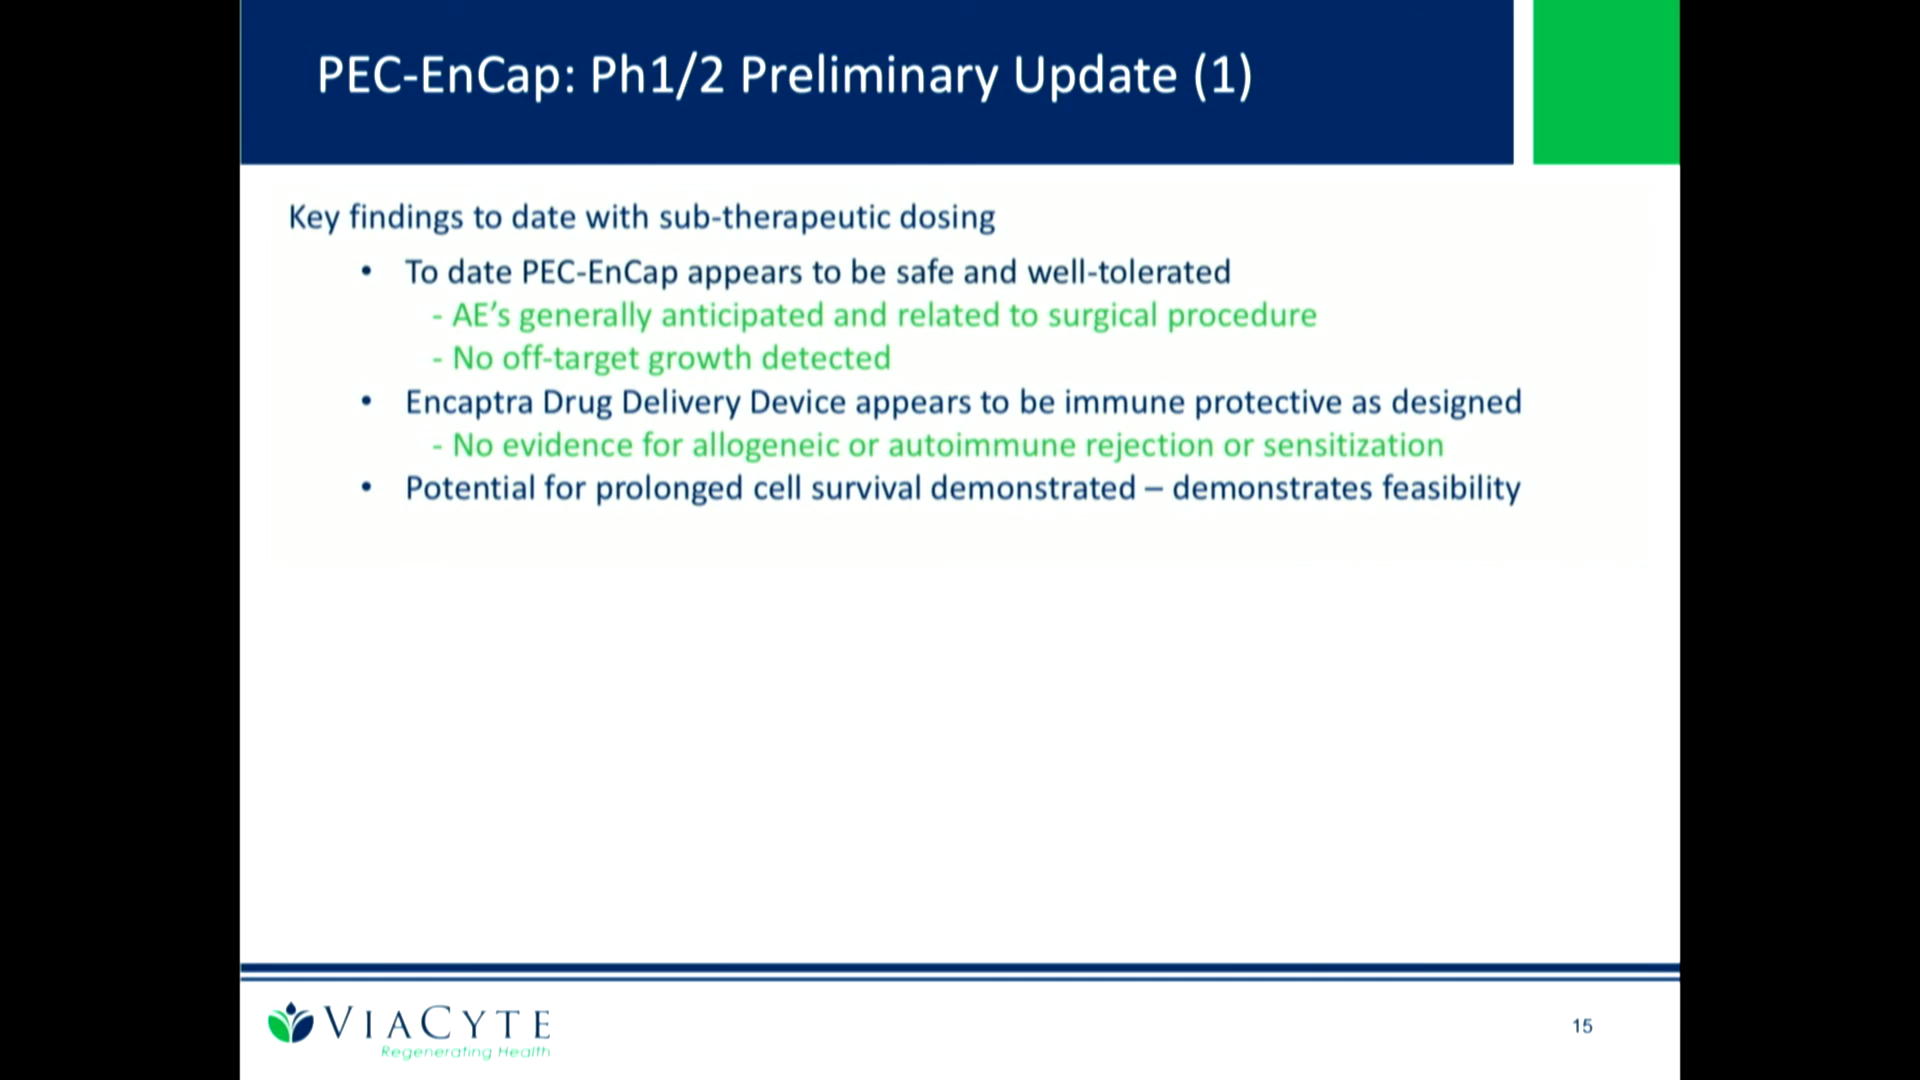 PEC-EnCap: Ph1/2 Preliminary Update (1)
Key findings to date with sub-therapeutic dosing
• To date PEC-EnCap appears to be safe and well-tolerated
- AE’s generally anticipated and related to surgical procedure
- No off-target growth detected
• Encaptra Drug Delivery Device appears to be immune protective as designed
- No evidence for allogeneic or autoimmune rejection or sensitization
• Potential for prolonged cell survival demonstrated – demonstrates feasibility
VIACYTE
Regenerating Health
15